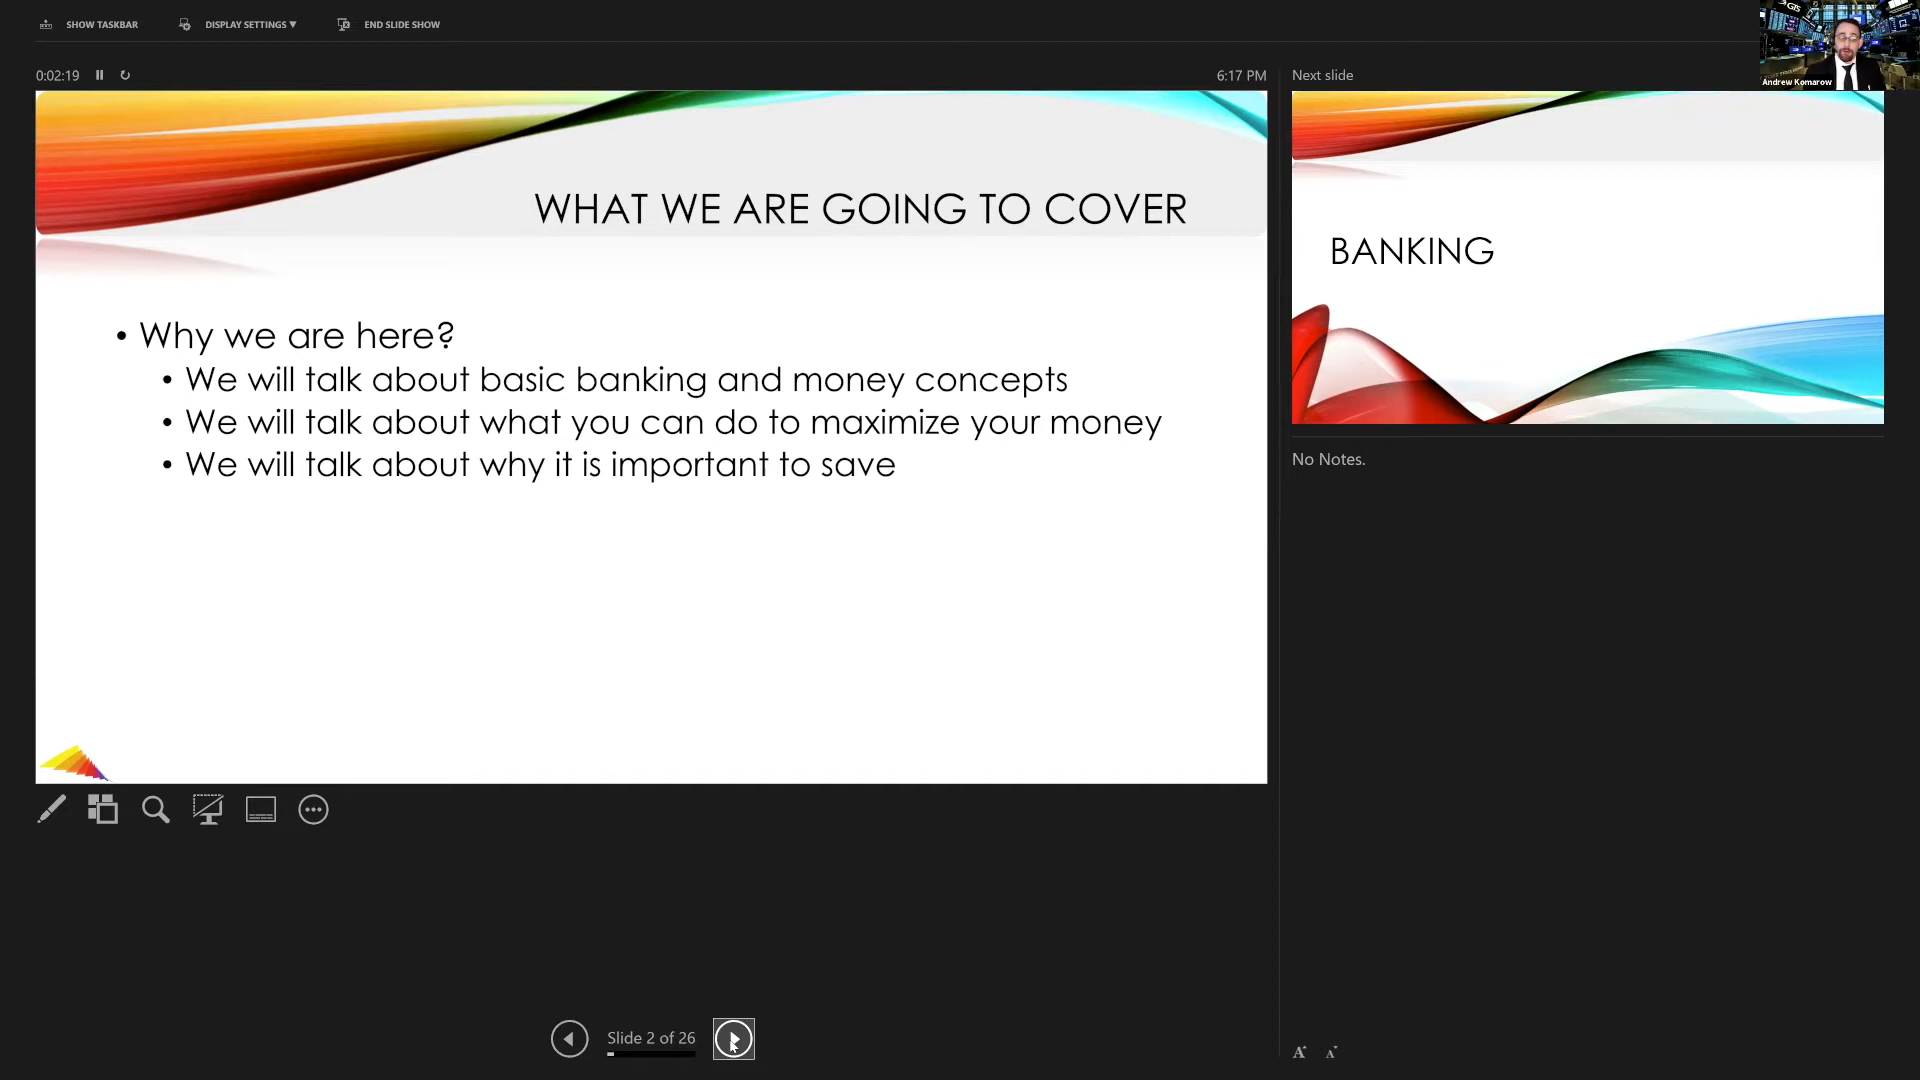 SHOW TASKBAR
DISPLAY SETTINGS ▼
END SLIDE SHOW
GTS
Andrew Komarow
0:02:19
6:17 PM
Next slide
WHAT WE ARE GOING TO COVER
• Why we are here?
• We will talk about basic banking and money concepts
• We will talk about what you can do to maximize your money
• We will talk about why it is important to save
BANKING
No Notes.
Slide 2 of 26
A A